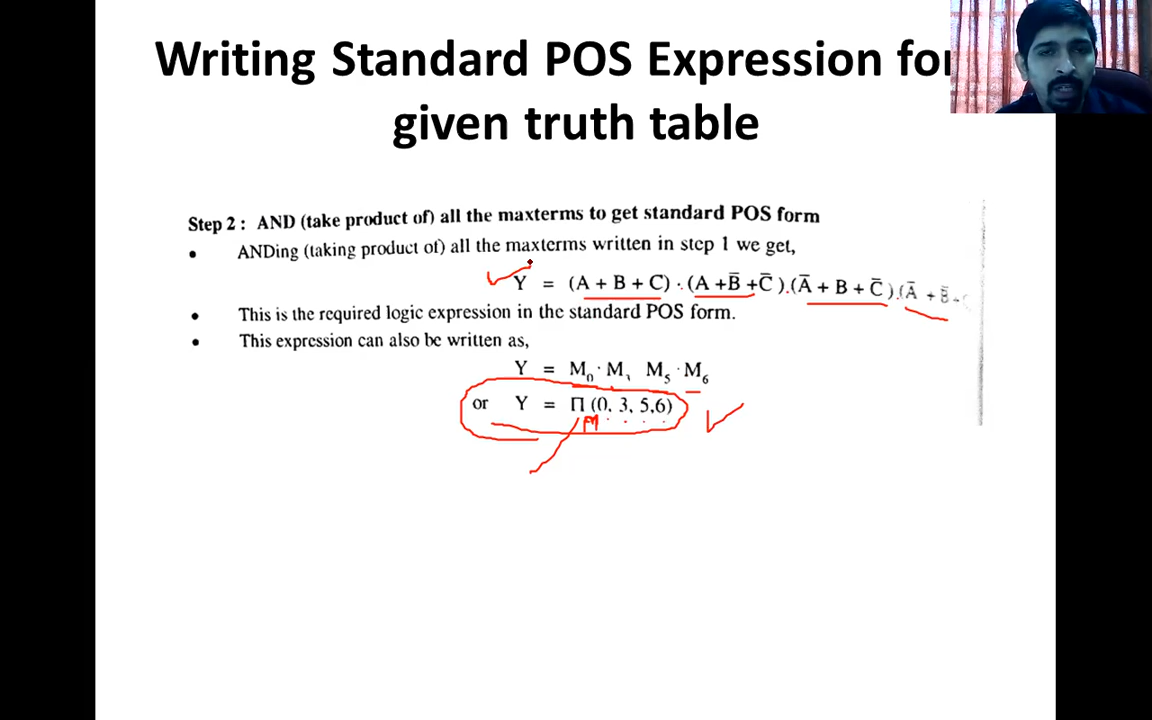 Writing Standard POS Expression for
given truth table
Step 2 : AND (take product of) all the maxterms to get standard POS form
• ANDing (taking product of) all the maxterms written in step 1 we get,
Y = (A + B + C) · (A + B̅ + C̅ ).(A̅ + B + C̅ ).(A̅ + B̅ +
• This is the required logic expression in the standard POS form.
• This expression can also be written as,
Y = M₀ · M, M₅ · M₆
or Y = Π (0, 3, 5,6)
M